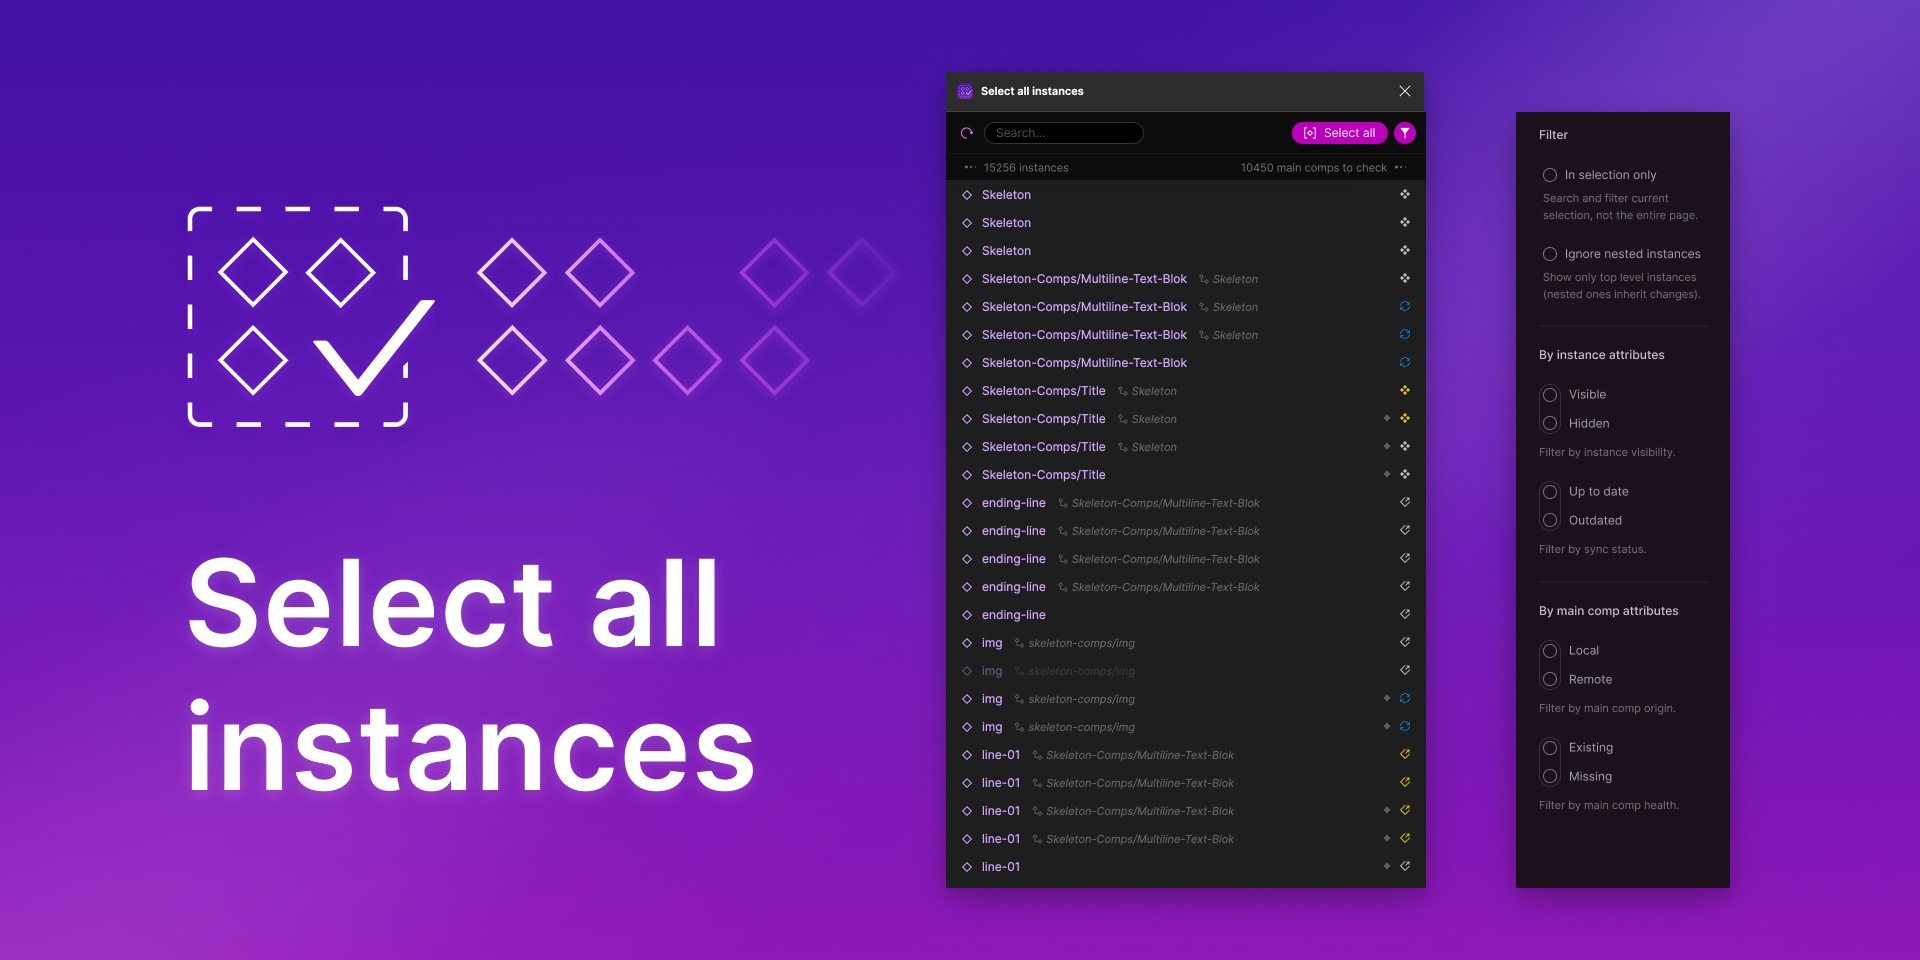 Select all
instances
Select all instances
Search...
Select all
15256 instances
10450 main comps to check
Skeleton
Skeleton
Skeleton
Skeleton-Comps/Multiline-Text-Blok Skeleton
Skeleton-Comps/Multiline-Text-Blok Skeleton
Skeleton-Comps/Multiline-Text-Blok Skeleton
Skeleton-Comps/Multiline-Text-Blok
Skeleton-Comps/Title Skeleton
Skeleton-Comps/Title Skeleton
Skeleton-Comps/Title Skeleton
Skeleton-Comps/Title
ending-line Skeleton-Comps/Multiline-Text-Blok
ending-line Skeleton-Comps/Multiline-Text-Blok
ending-line Skeleton-Comps/Multiline-Text-Blok
ending-line Skeleton-Comps/Multiline-Text-Blok
ending-line
img skeleton-comps/img
img skeleton-comps/img
img skeleton-comps/img
img skeleton-comps/img
line-01 Skeleton-Comps/Multiline-Text-Blok
line-01 Skeleton-Comps/Multiline-Text-Blok
line-01 Skeleton-Comps/Multiline-Text-Blok
line-01 Skeleton-Comps/Multiline-Text-Blok
line-01
Filter
In selection only
Search and filter current
selection, not the entire page.
Ignore nested instances
Show only top level instances
(nested ones inherit changes).
By instance attributes
Visible
Hidden
Filter by instance visibility.
Up to date
Outdated
Filter by sync status.
By main comp attributes
Local
Remote
Filter by main comp origin.
Existing
Missing
Filter by main comp health.